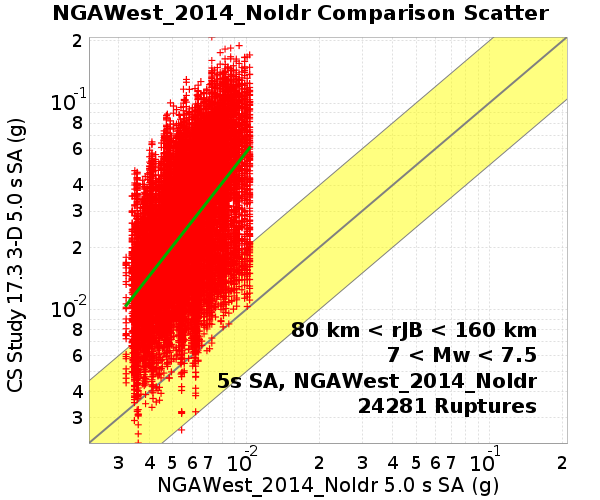 NGAWest_2014_NoIdr Comparison Scatter
2
10-1
8
6
4
3
2
10-2
8
6
4
3
CS Study 17.3 3-D 5.0 s SA (g)
80 km < rJB < 160 km
7 < Mw < 7.5
5s SA, NGAWest_2014_NoIdr
24281 Ruptures
3 4 5 6 7 10-2 2 3 4 5 6 7 10-1 2
NGAWest_2014_NoIdr 5.0 s SA (g)